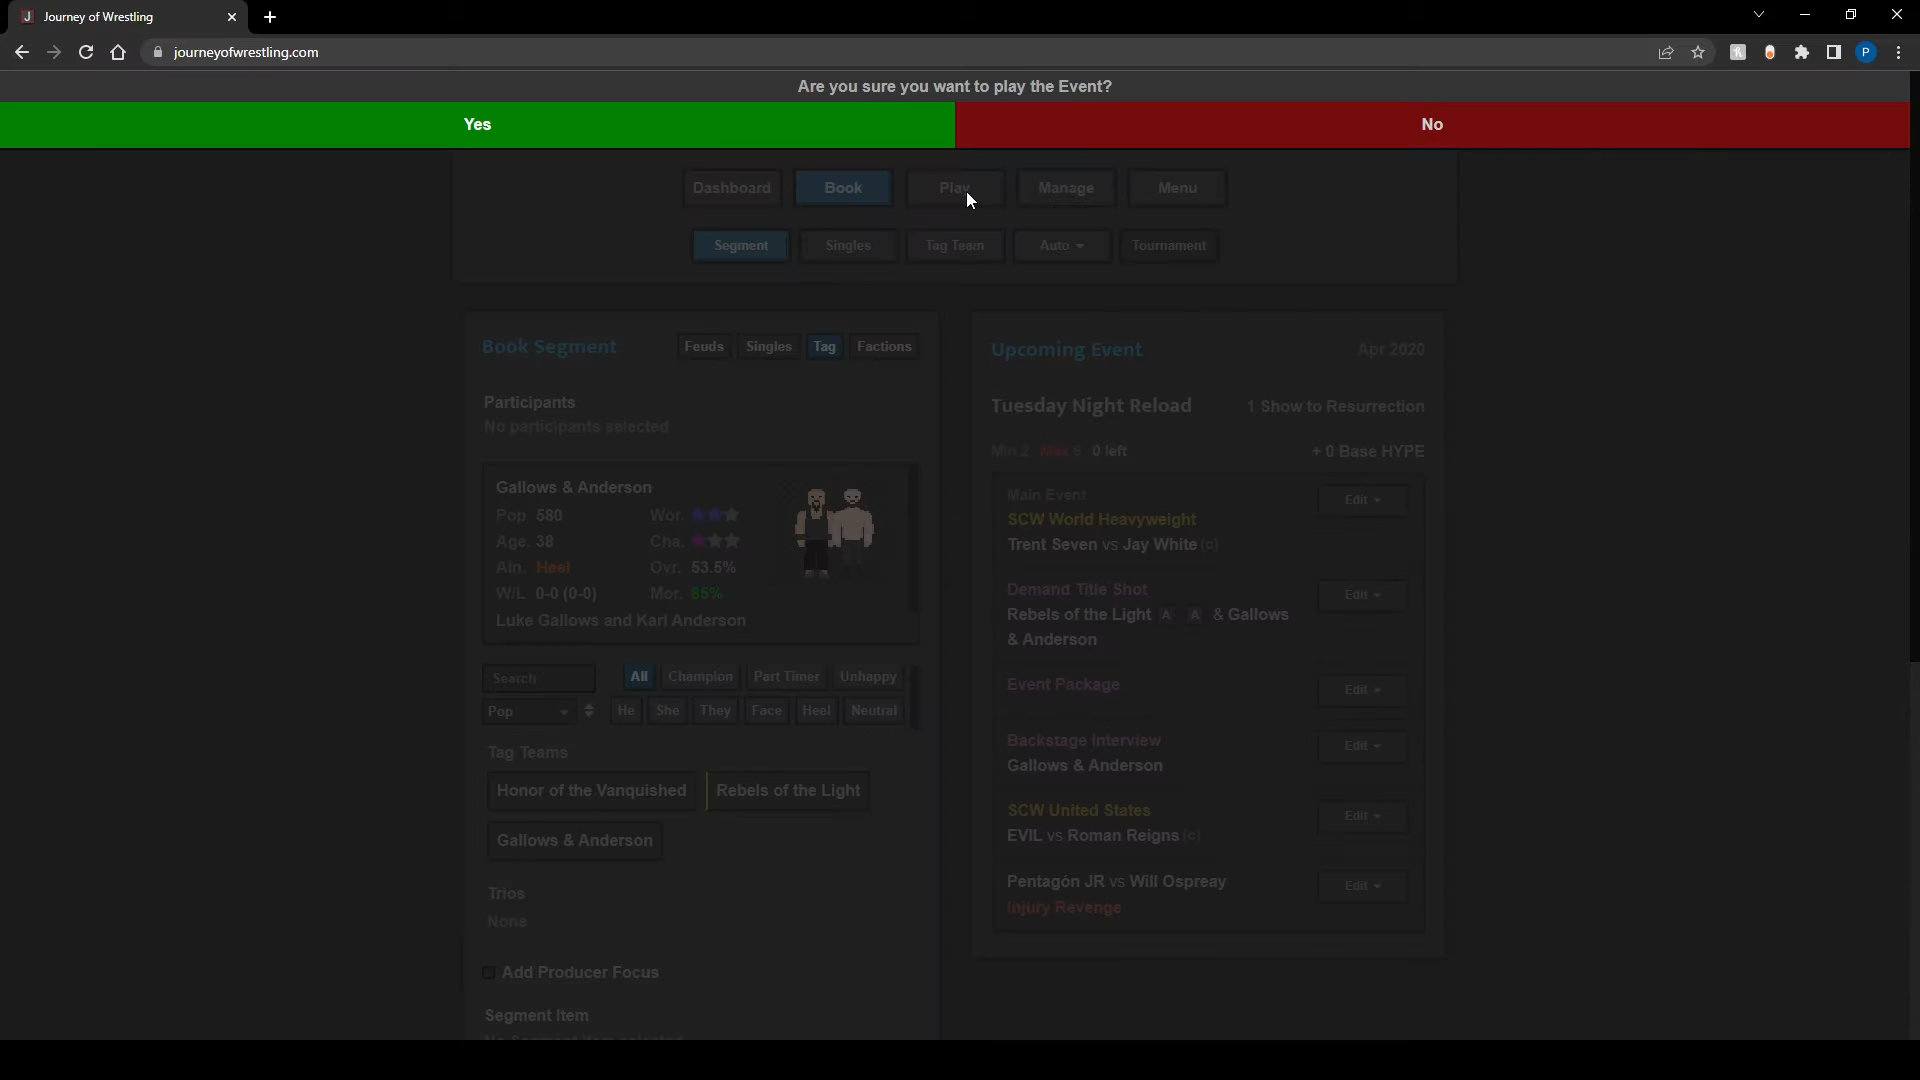 Journey of Wrestling
journeyofwrestling.com
P
Are you sure you want to play the Event?
Yes No
Dashboard Book Play Manage Menu
Segment Singles Tag Team Auto Tournament
Book Segment Feuds Singles Tag Factions
Participants
No participants selected
Gallows & Anderson
Pop. 580 Wor.
Age. 38 Cha.
Aln. Heel Ovr. 53.5%
W/L 0-0 (0-0) Mor. 85%
Luke Gallows and Karl Anderson
Search All Champion Part Timer Unhappy
Pop He She They Face Heel Neutral
Tag Teams
Honor of the Vanquished Rebels of the Light
Gallows & Anderson
Trios
None
Add Producer Focus
Segment Item
No Segment Item selected
Upcoming Event Apr 2020
Tuesday Night Reload 1 Show to Resurrection
Min 2 Max 6 0 left + 0 Base HYPE
Main Event Edit
SCW World Heavyweight
Trent Seven vs Jay White (c)
Demand Title Shot Edit
Rebels of the Light A A & Gallows
& Anderson
Event Package Edit
Backstage Interview Edit
Gallows & Anderson
SCW United States Edit
EVIL vs Roman Reigns (c)
Pentagón JR vs Will Ospreay Edit
Injury Revenge